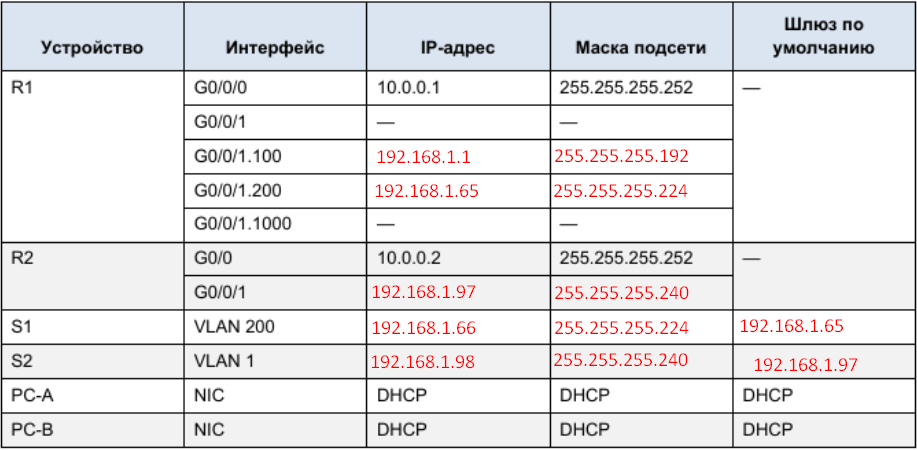 Устройство Интерфейс IP-адрес Маска подсети Шлюз по умолчанию
R1 G0/0/0 10.0.0.1 255.255.255.252 —
G0/0/1 — —
G0/0/1.100 192.168.1.1 255.255.255.192
G0/0/1.200 192.168.1.65 255.255.255.224
G0/0/1.1000 — —
R2 G0/0 10.0.0.2 255.255.255.252 —
G0/0/1 192.168.1.97 255.255.255.240
S1 VLAN 200 192.168.1.66 255.255.255.224 192.168.1.65
S2 VLAN 1 192.168.1.98 255.255.255.240 192.168.1.97
PC-A NIC DHCP DHCP DHCP
PC-B NIC DHCP DHCP DHCP